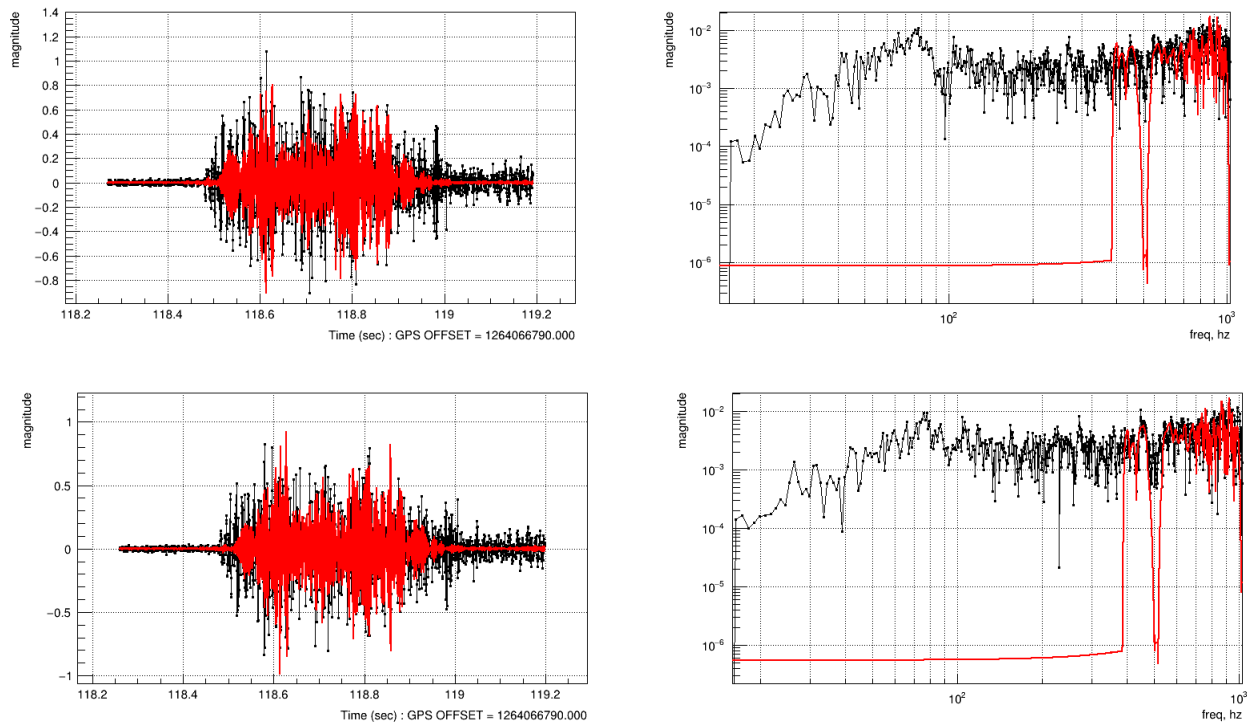 magnitude
1.4
1.2
1
0.8
0.6
0.4
0.2
0
−0.2
−0.4
−0.6
−0.8
118.2 118.4 118.6 118.8 119 119.2
Time (sec) : GPS OFFSET = 1264066790.000
magnitude
10−2
10−3
10−4
10−5
10−6
102 103
freq, hz
magnitude
1
0.5
0
−0.5
−1
118.2 118.4 118.6 118.8 119 119.2
Time (sec) : GPS OFFSET = 1264066790.000
magnitude
10−2
10−3
10−4
10−5
10−6
102 103
freq, hz